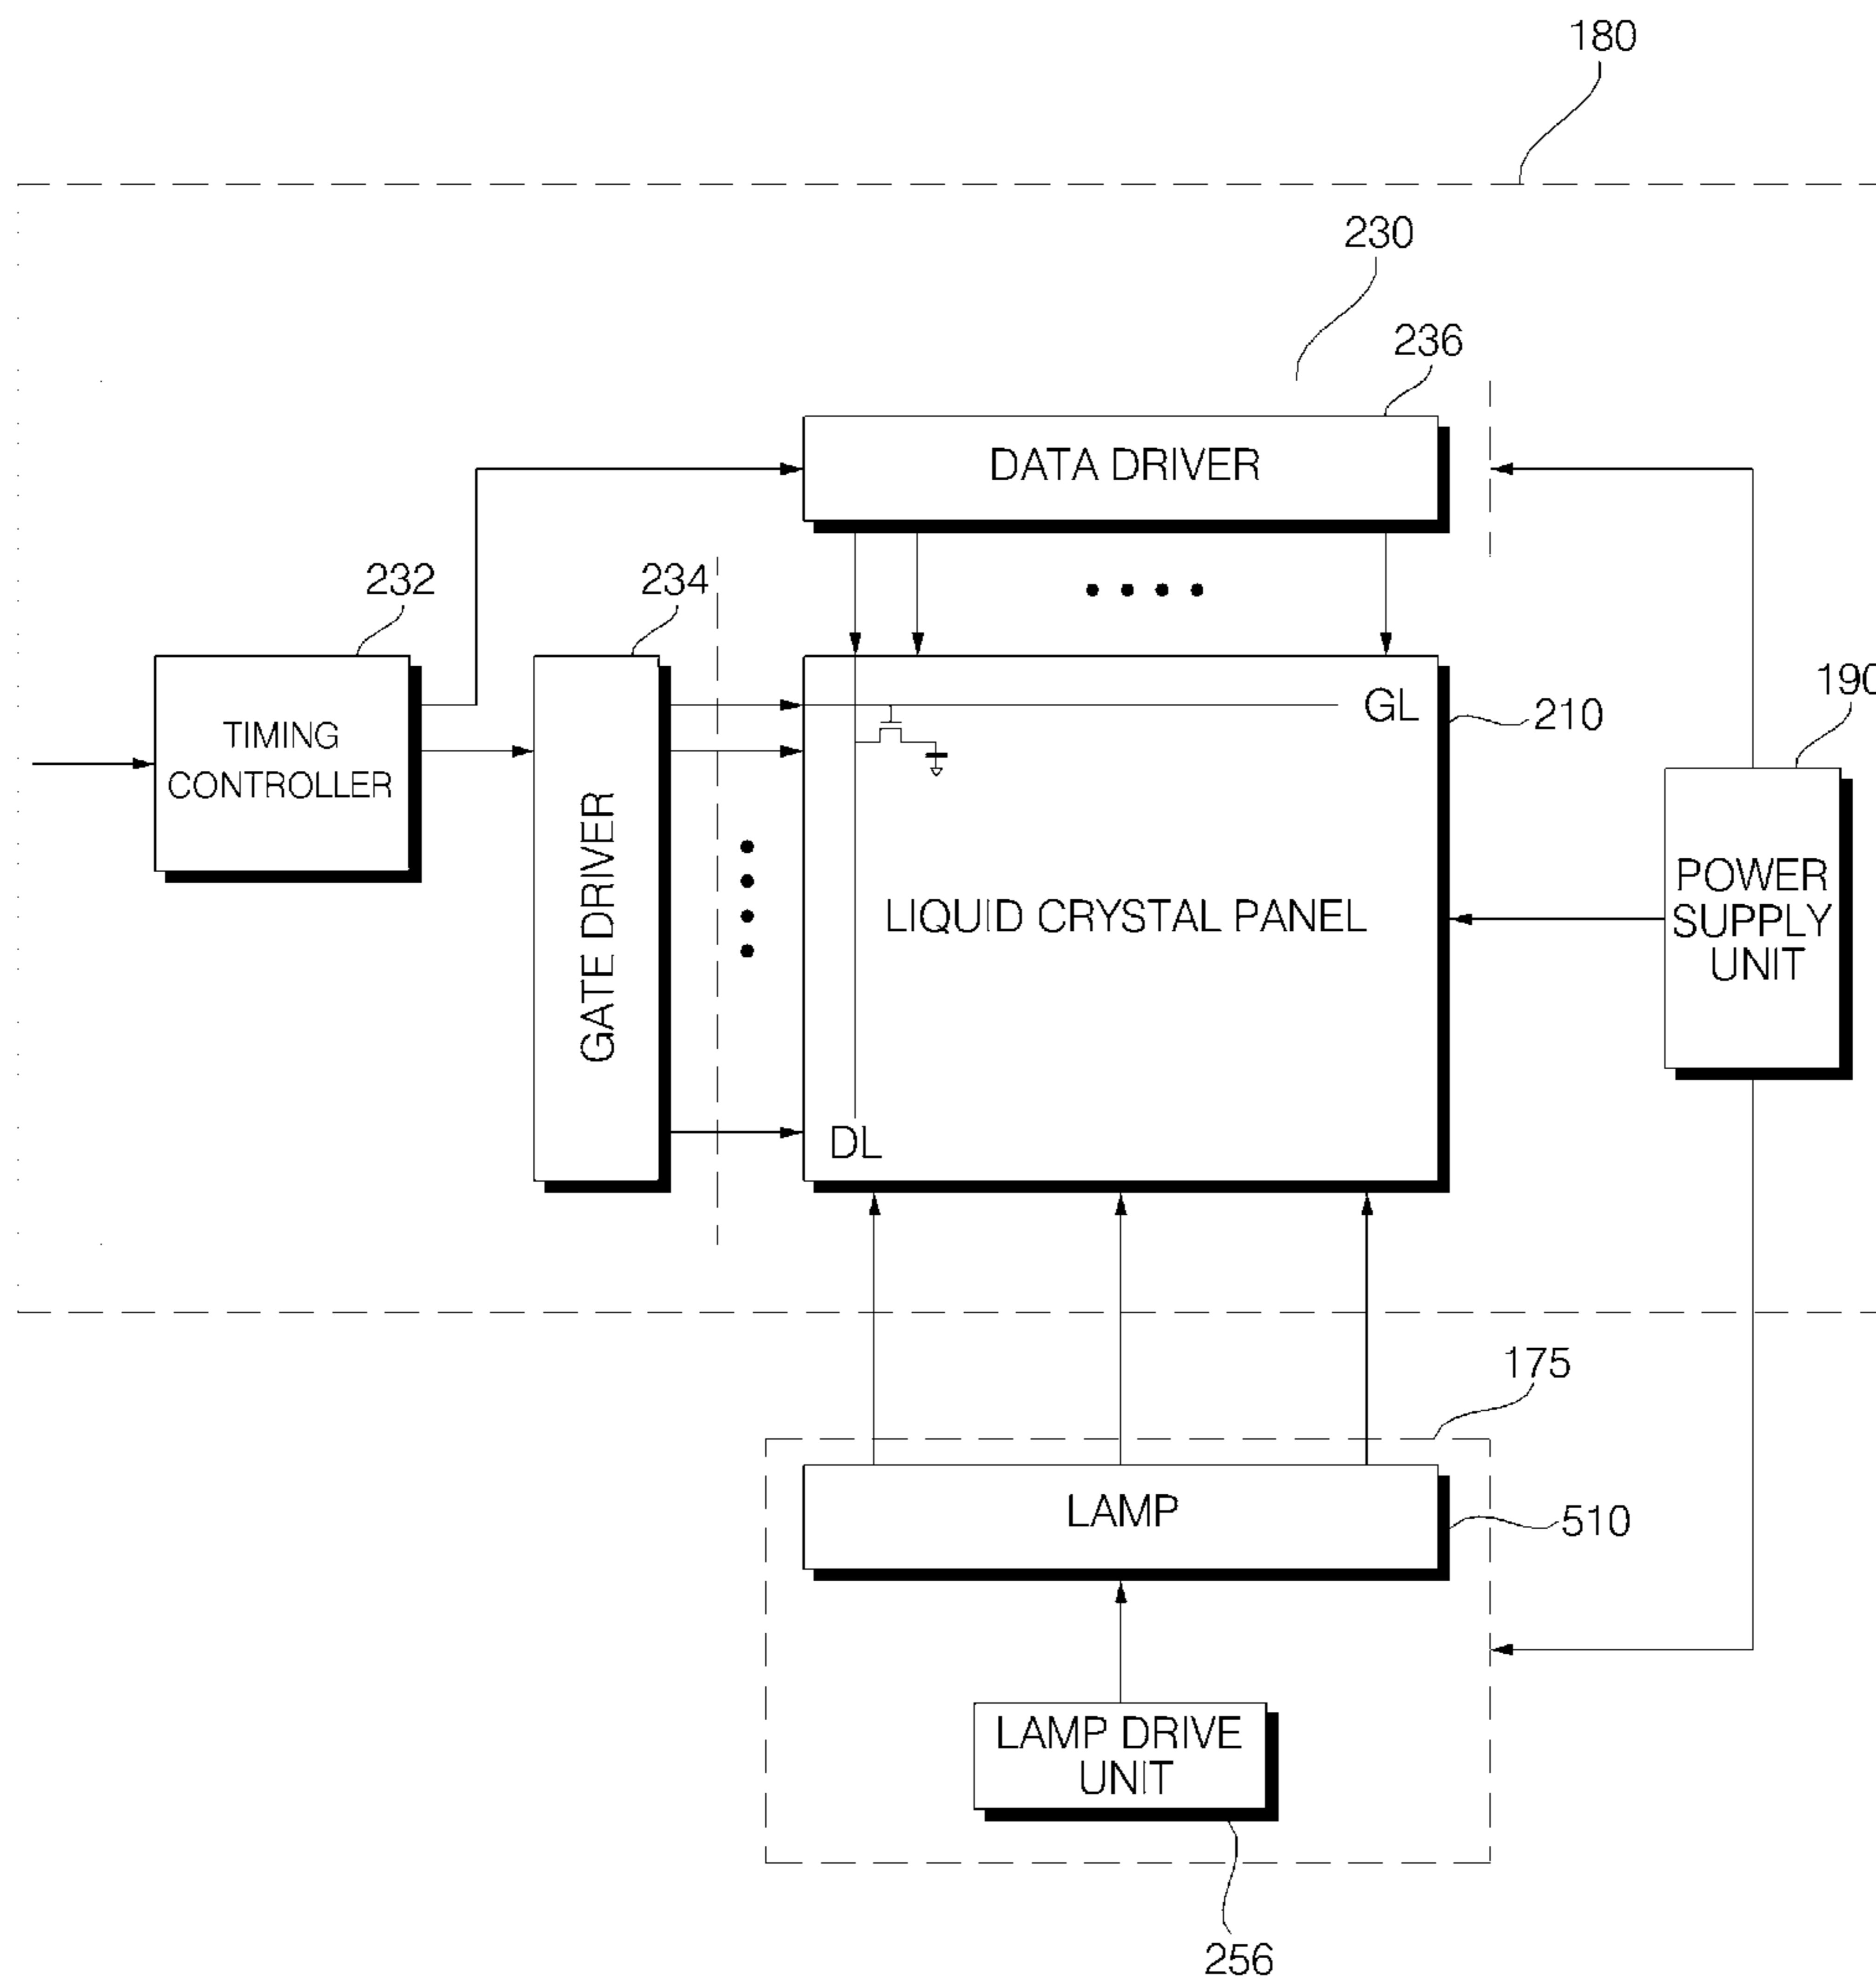 180
230
236
DATA DRIVER
232
234
TIMING
CONTROLLER
GATE DRIVER
GL
210
190
LIQUID CRYSTAL PANEL
POWER
SUPPLY
UNIT
DL
175
LAMP
510
LAMP DRIVE
UNIT
256